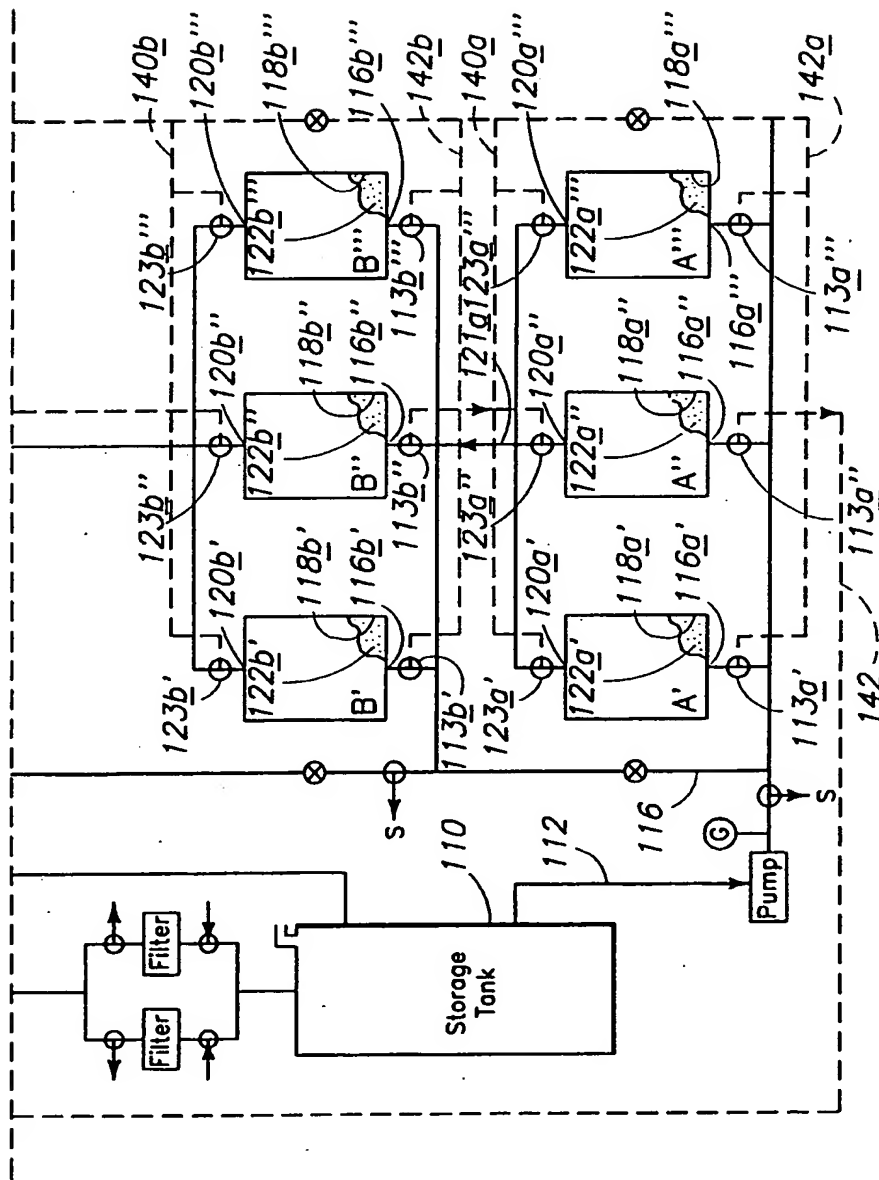 140b
120b'''
118b'''
116b'''
142b
140a
120a'''
118a'''
142a
123b'''
122b'''
B'''
113b'''
123a'''
121a
122a'''
A'''
116a'''
113a'''
123b''
120b''
122b''
118b''
116b''
B''
113b''
123a''
120a''
122a''
118a''
116a''
A''
113a''
123b'
120b'
122b'
118b'
116b'
B'
113b'
123a'
120a'
122a'
118a'
116a'
A'
113a'
142
S
116
S
G
Pump
112
110
Filter
Filter
Storage
Tank